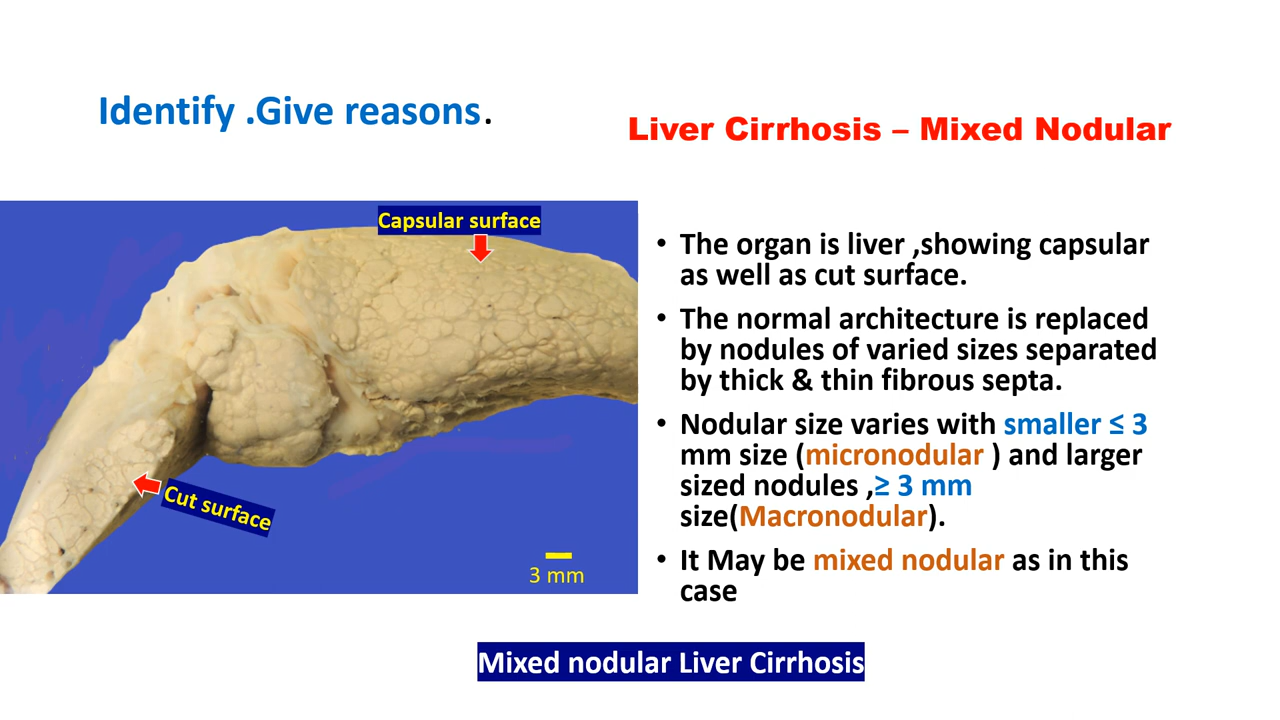 Identify .Give reasons.
Liver Cirrhosis – Mixed Nodular
Capsular surface
Cut surface
3 mm
• The organ is liver ,showing capsular
as well as cut surface.
• The normal architecture is replaced
by nodules of varied sizes separated
by thick & thin fibrous septa.
• Nodular size varies with smaller ≤ 3
mm size (micronodular ) and larger
sized nodules ,≥ 3 mm
size(Macronodular).
• It May be mixed nodular as in this
case
Mixed nodular Liver Cirrhosis